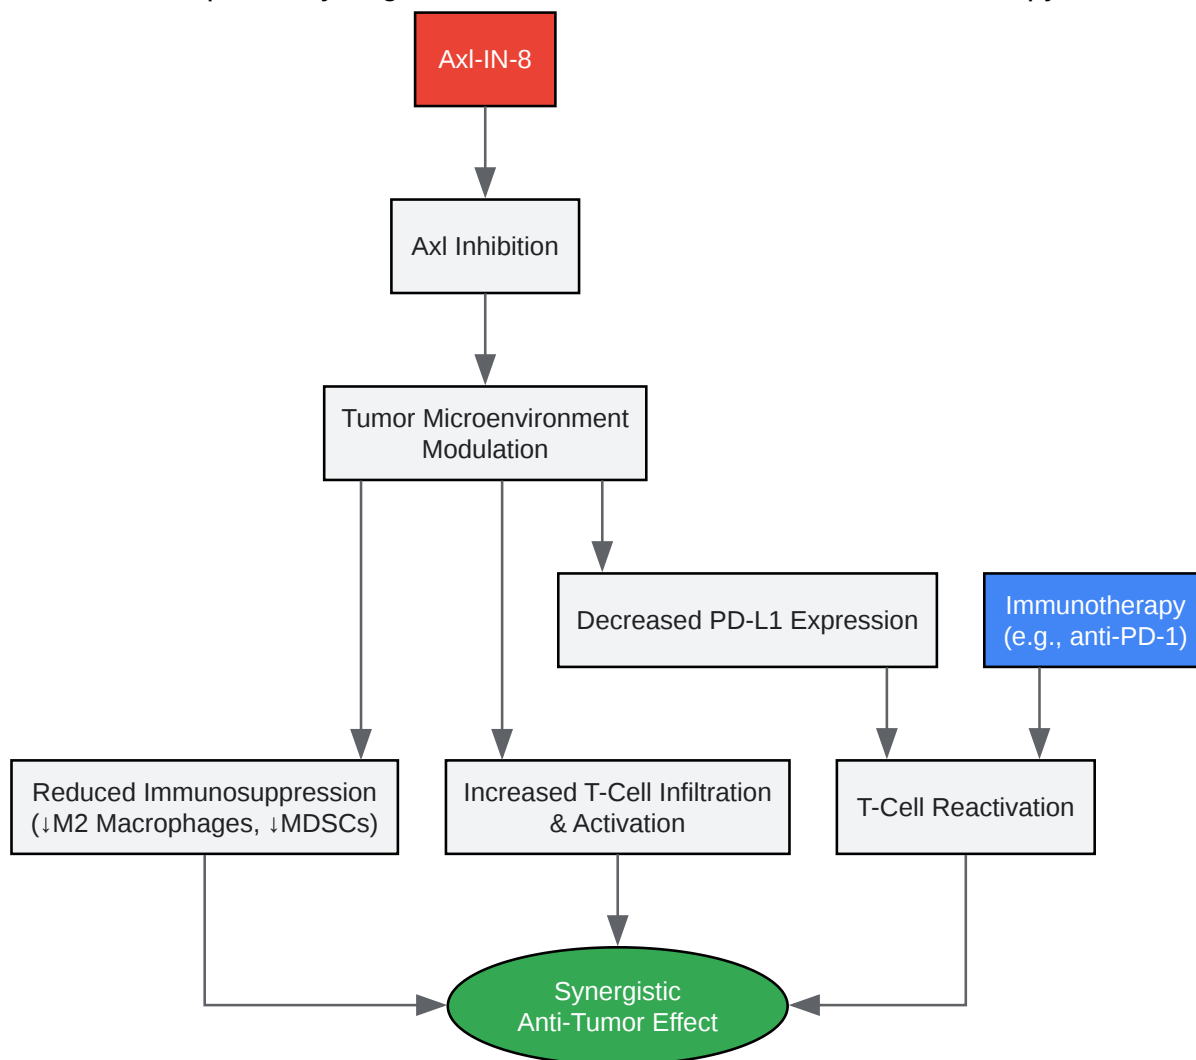 Axl-IN-8
Axl Inhibition
Tumor Microenvironment
Modulation
Decreased PD-L1 Expression
Immunotherapy
(e.g., anti-PD-1)
Reduced Immunosuppression
(↓M2 Macrophages, ↓MDSCs)
Increased T-Cell Infiltration
& Activation
T-Cell Reactivation
Synergistic
Anti-Tumor Effect